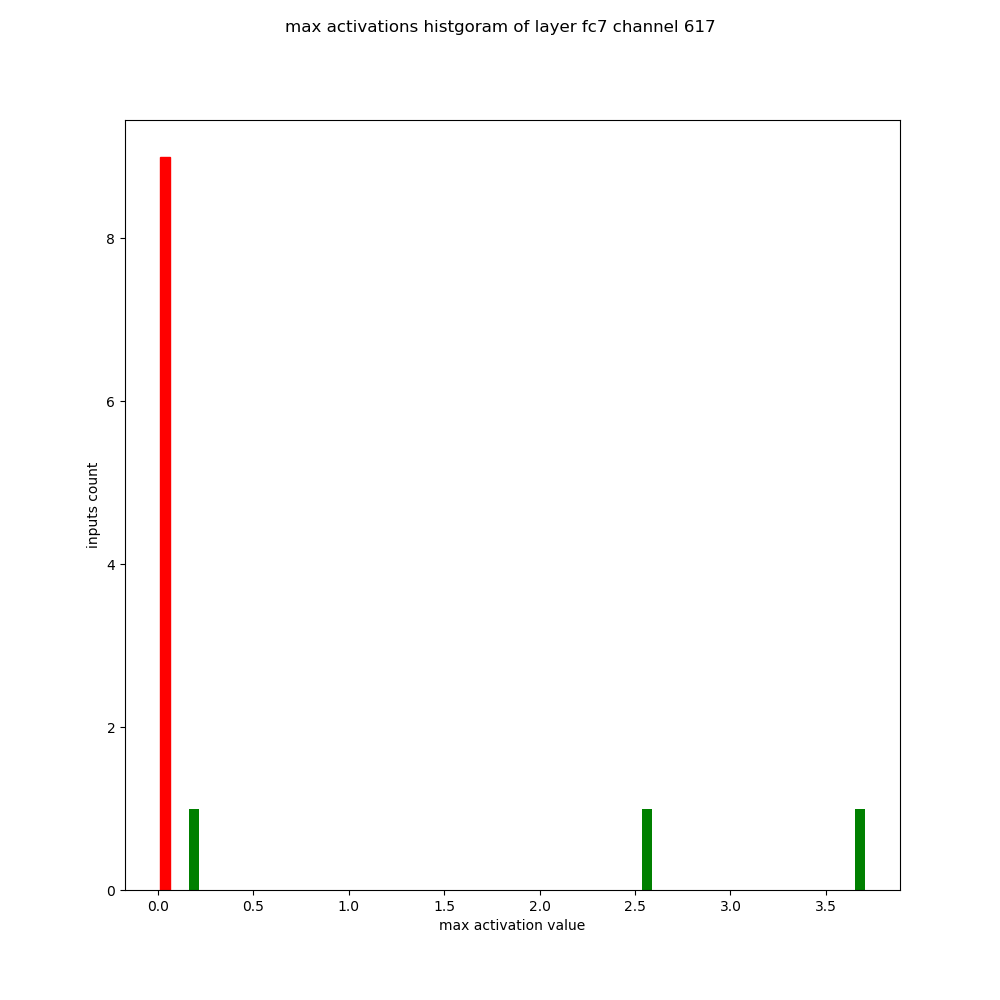 max activations histgoram of layer fc7 channel 617
inputs count
8
6
4
2
0
0.0 0.5 1.0 1.5 2.0 2.5 3.0 3.5
max activation value